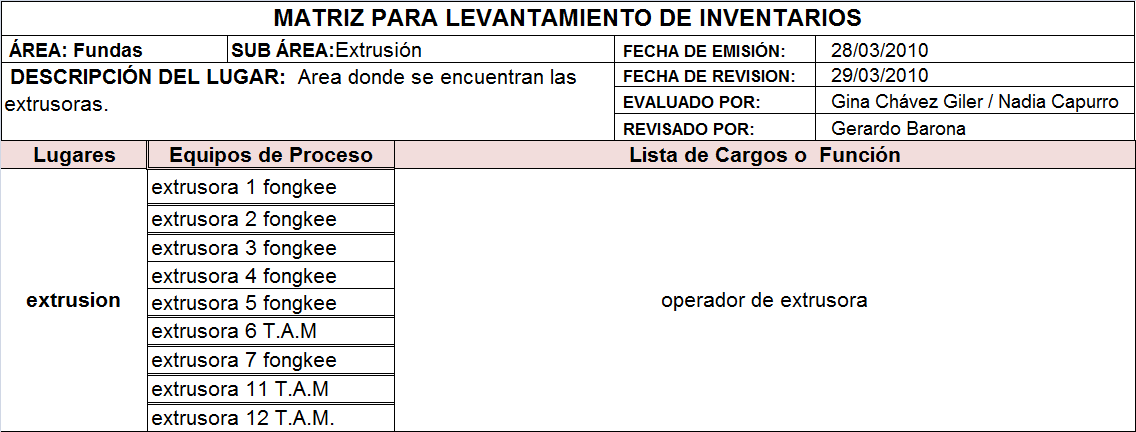 MATRIZ PARA LEVANTAMIENTO DE INVENTARIOS
ÁREA: Fundas SUB ÁREA:Extrusión FECHA DE EMISIÓN: 28/03/2010
DESCRIPCIÓN DEL LUGAR: Area donde se encuentran las
extrusoras.
FECHA DE REVISION: 29/03/2010
EVALUADO POR: Gina Chávez Giler / Nadia Capurro
REVISADO POR: Gerardo Barona
Lugares Equipos de Proceso Lista de Cargos o Función
extrusion
extrusora 1 fongkee
extrusora 2 fongkee
extrusora 3 fongkee
extrusora 4 fongkee
extrusora 5 fongkee
extrusora 6 T.A.M
extrusora 7 fongkee
extrusora 11 T.A.M
extrusora 12 T.A.M.
operador de extrusora